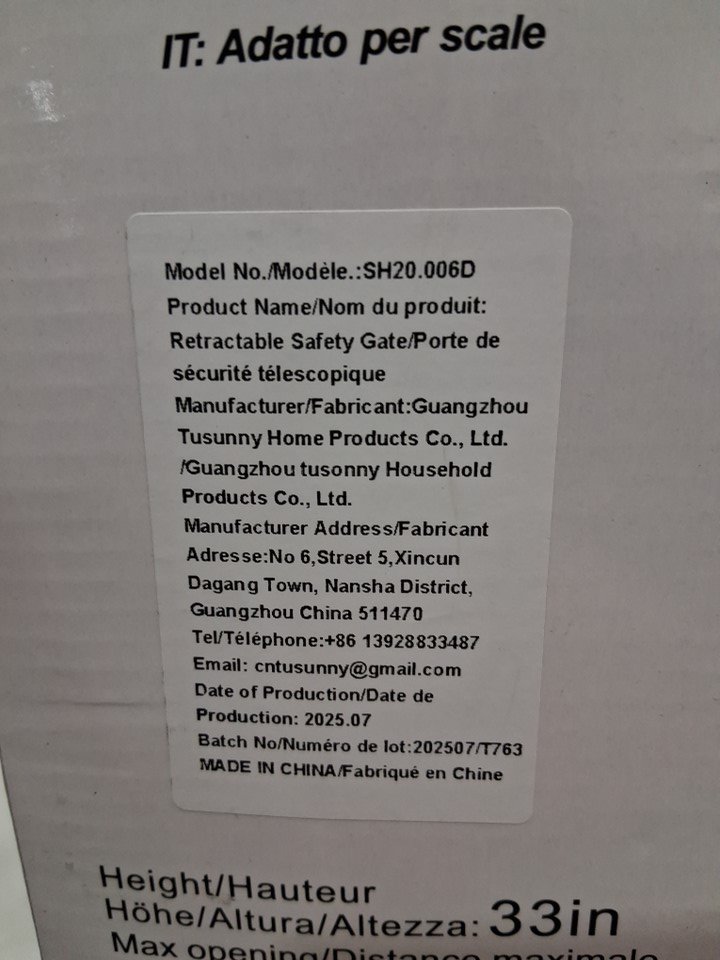 IT: Adatto per scale
Model No./Modèle.:SH20.006D
Product Name/Nom du produit:
Retractable Safety Gate/Porte de
sécurité télescopique
Manufacturer/Fabricant:Guangzhou
Tusunny Home Products Co., Ltd.
/Guangzhou tusonny Household
Products Co., Ltd.
Manufacturer Address/Fabricant
Adresse:No 6,Street 5,Xincun
Dagang Town, Nansha District,
Guangzhou China 511470
Tel/Téléphone:+86 13928833487
Email: cntusunny@gmail.com
Date of Production/Date de
Production: 2025.07
Batch No/Numéro de lot:202507/T763
MADE IN CHINA/Fabriqué en Chine
Height/Hauteur
Höhe/Altura/Altezza: 33in
Max opening/Distance maximale